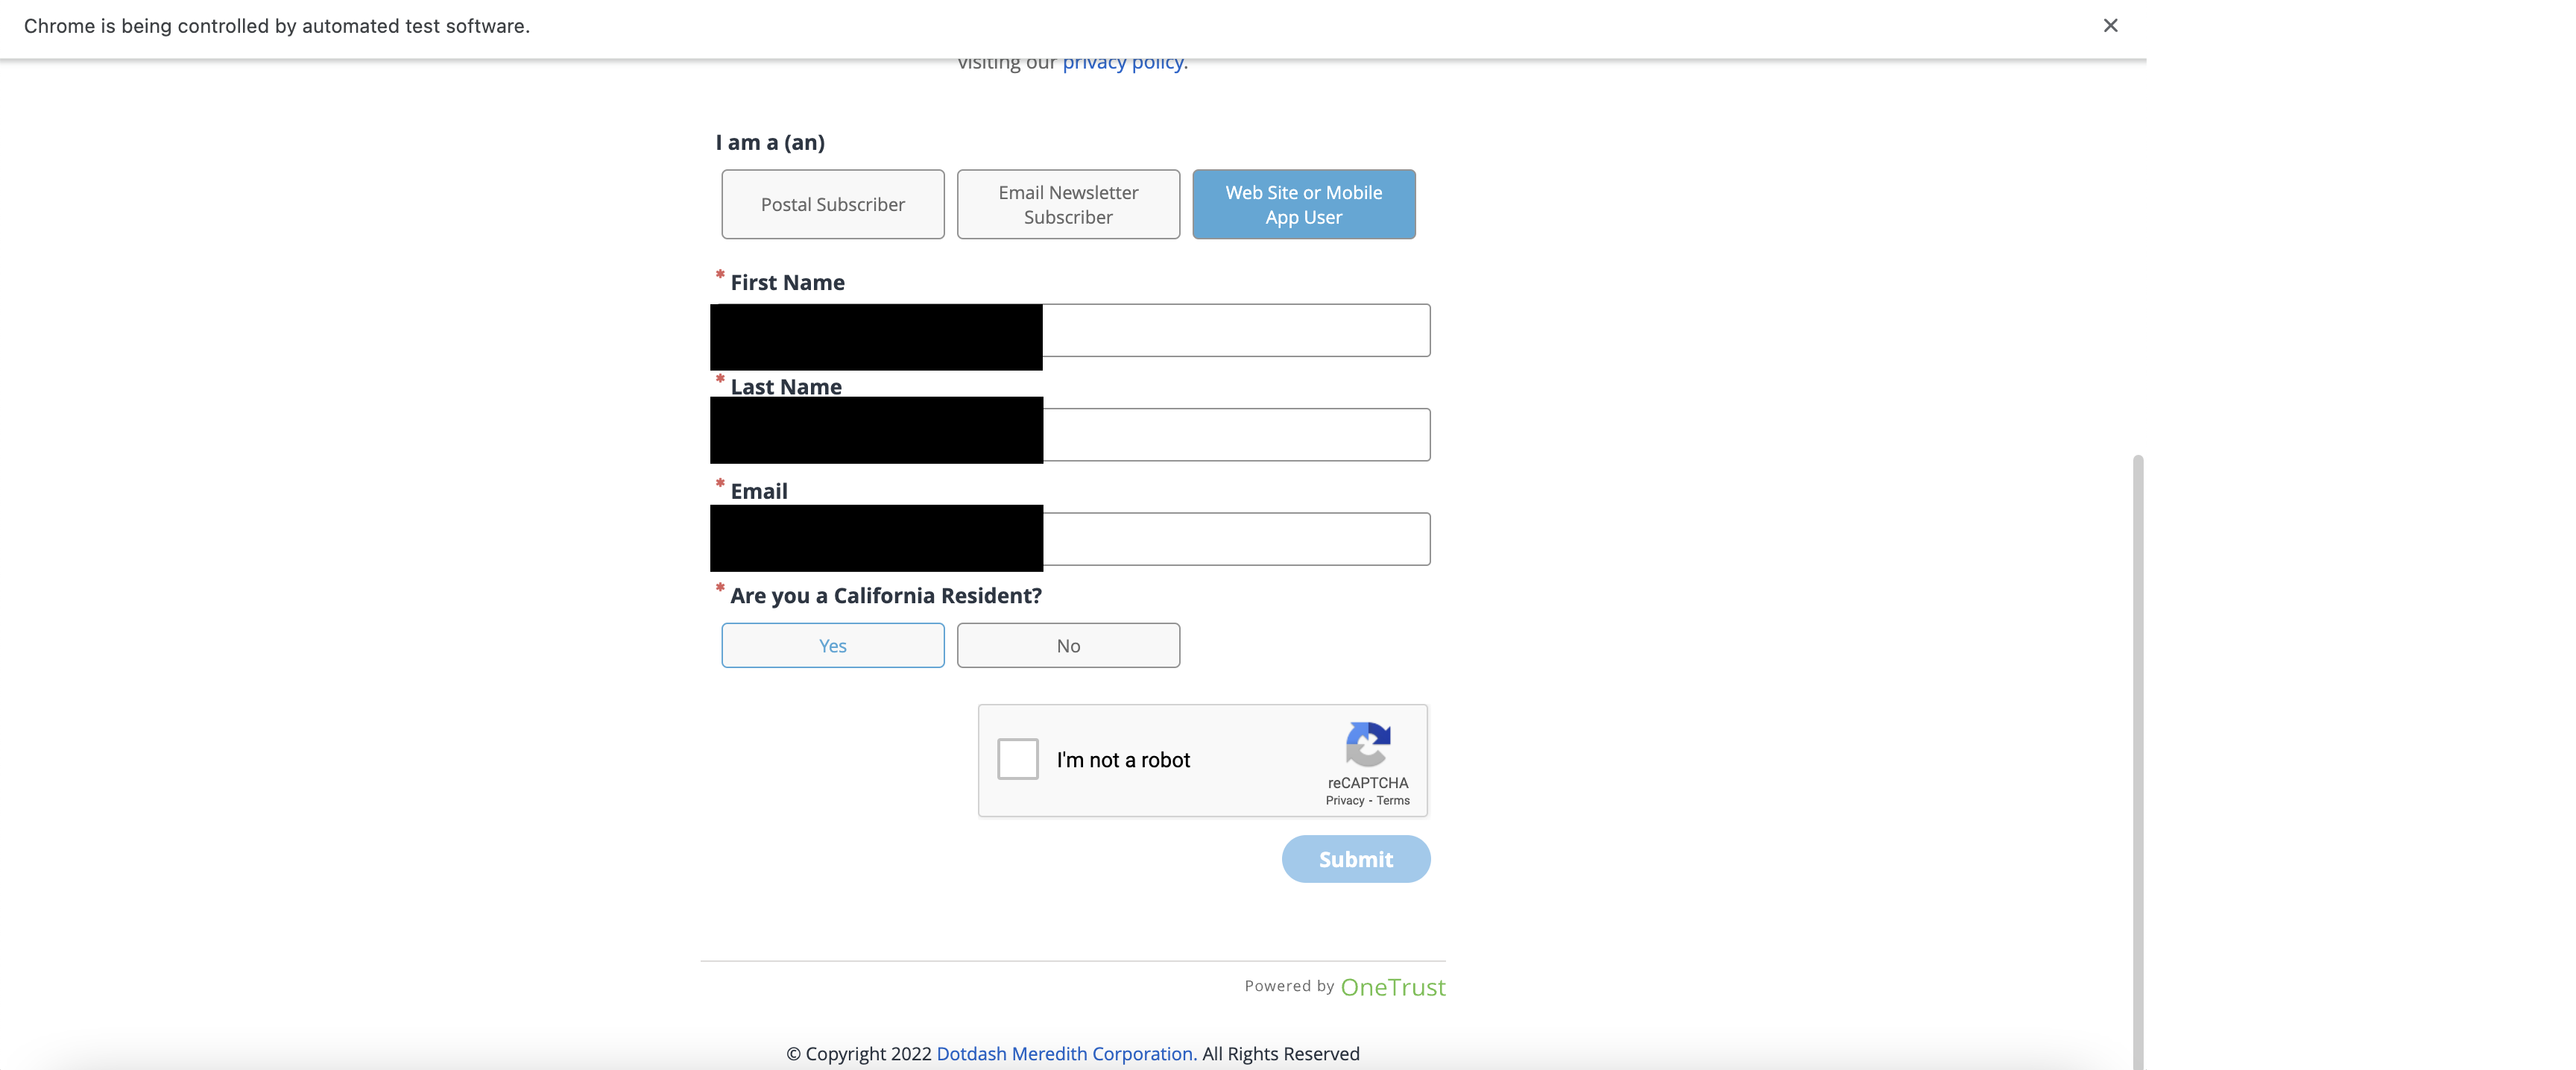 Chrome is being controlled by automated test software.
visiting our privacy policy.
I am a (an)
Postal Subscriber
Email Newsletter
Subscriber
Web Site or Mobile
App User
* First Name
* Last Name
* Email
* Are you a California Resident?
Yes
No
I'm not a robot
reCAPTCHA
Privacy - Terms
Submit
Powered by OneTrust
© Copyright 2022 Dotdash Meredith Corporation. All Rights Reserved